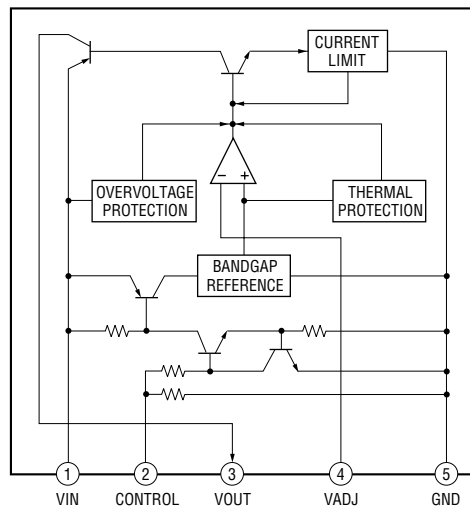 CURRENT
LIMIT
OVERVOLTAGE
PROTECTION
− +
THERMAL
PROTECTION
BANDGAP
REFERENCE
1 2 3 4 5
VIN CONTROL VOUT VADJ GND